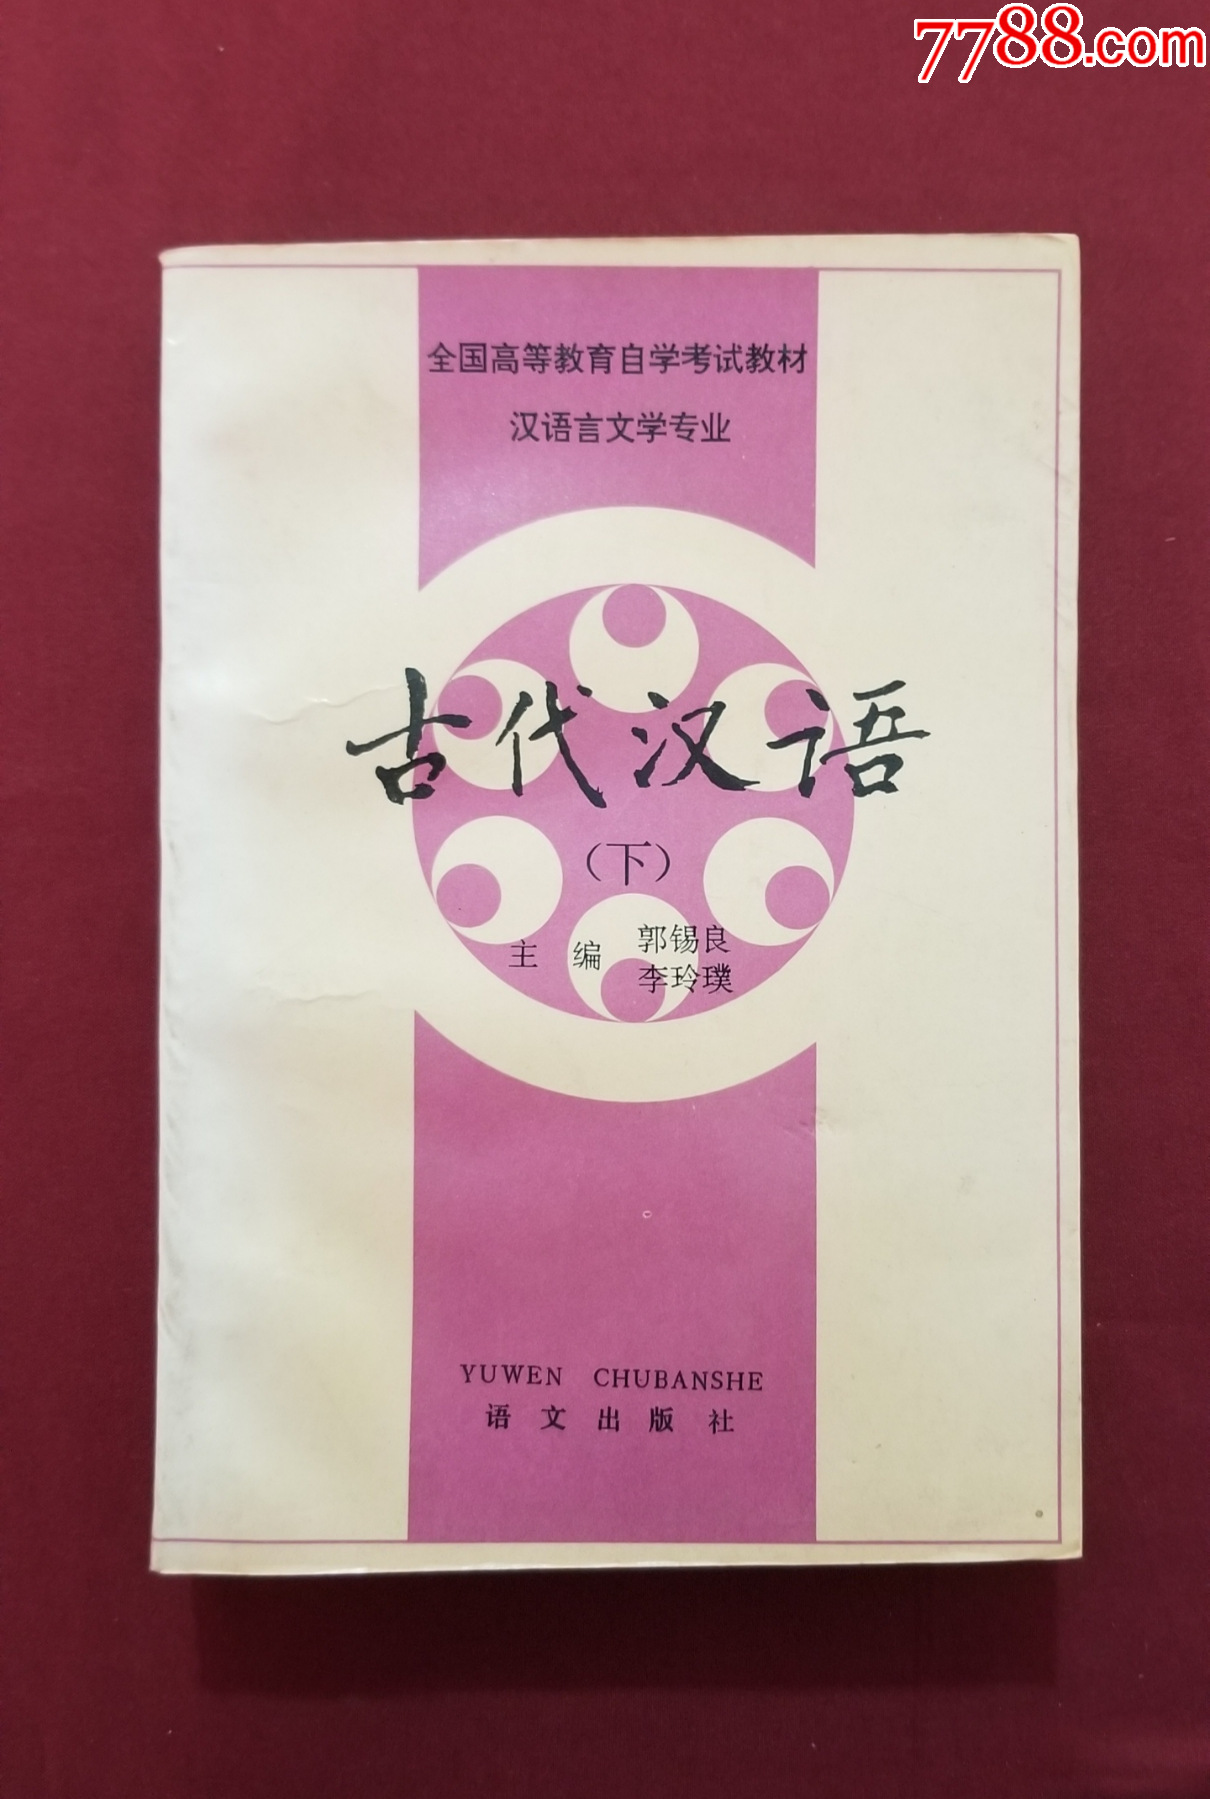 7788.com
全国高等教育自学考试教材
汉语言文学专业
古代汉语
（下）
主 编 郭锡良
李玲璞
YUWEN CHUBANSHE
语文出版社